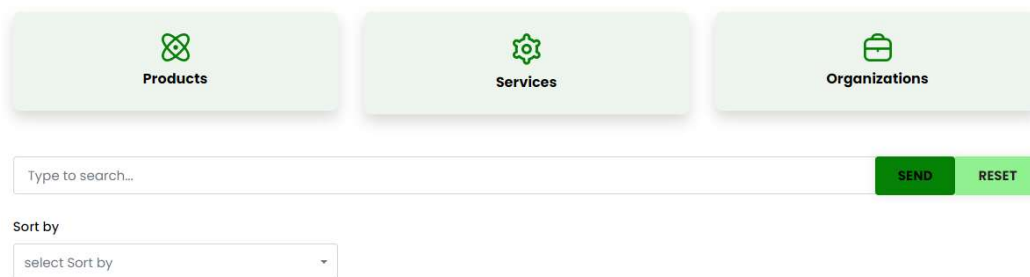 Products
Services
Organizations
Type to search...
SEND
RESET
Sort by
select Sort by